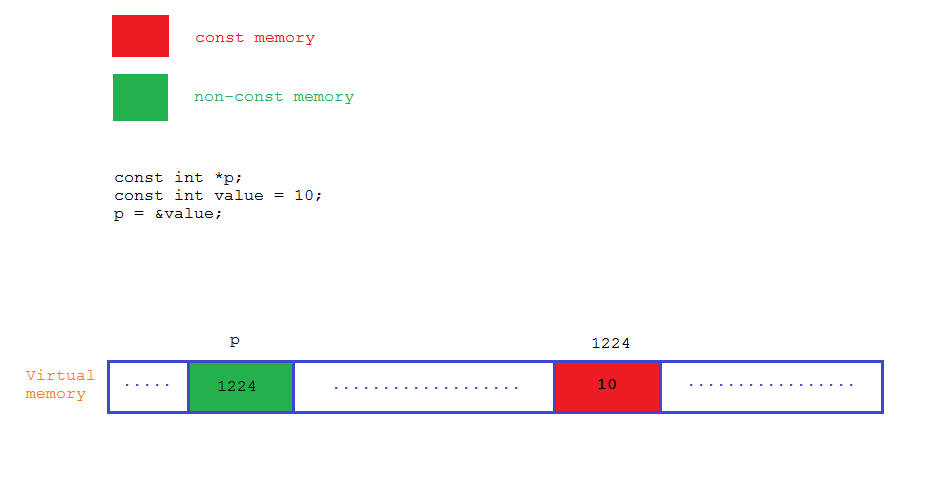 const memory
non-const memory
const int *p;
const int value = 10;
p = &value;
p
1224
Virtual
memory
.....
1224
...................
10
.................